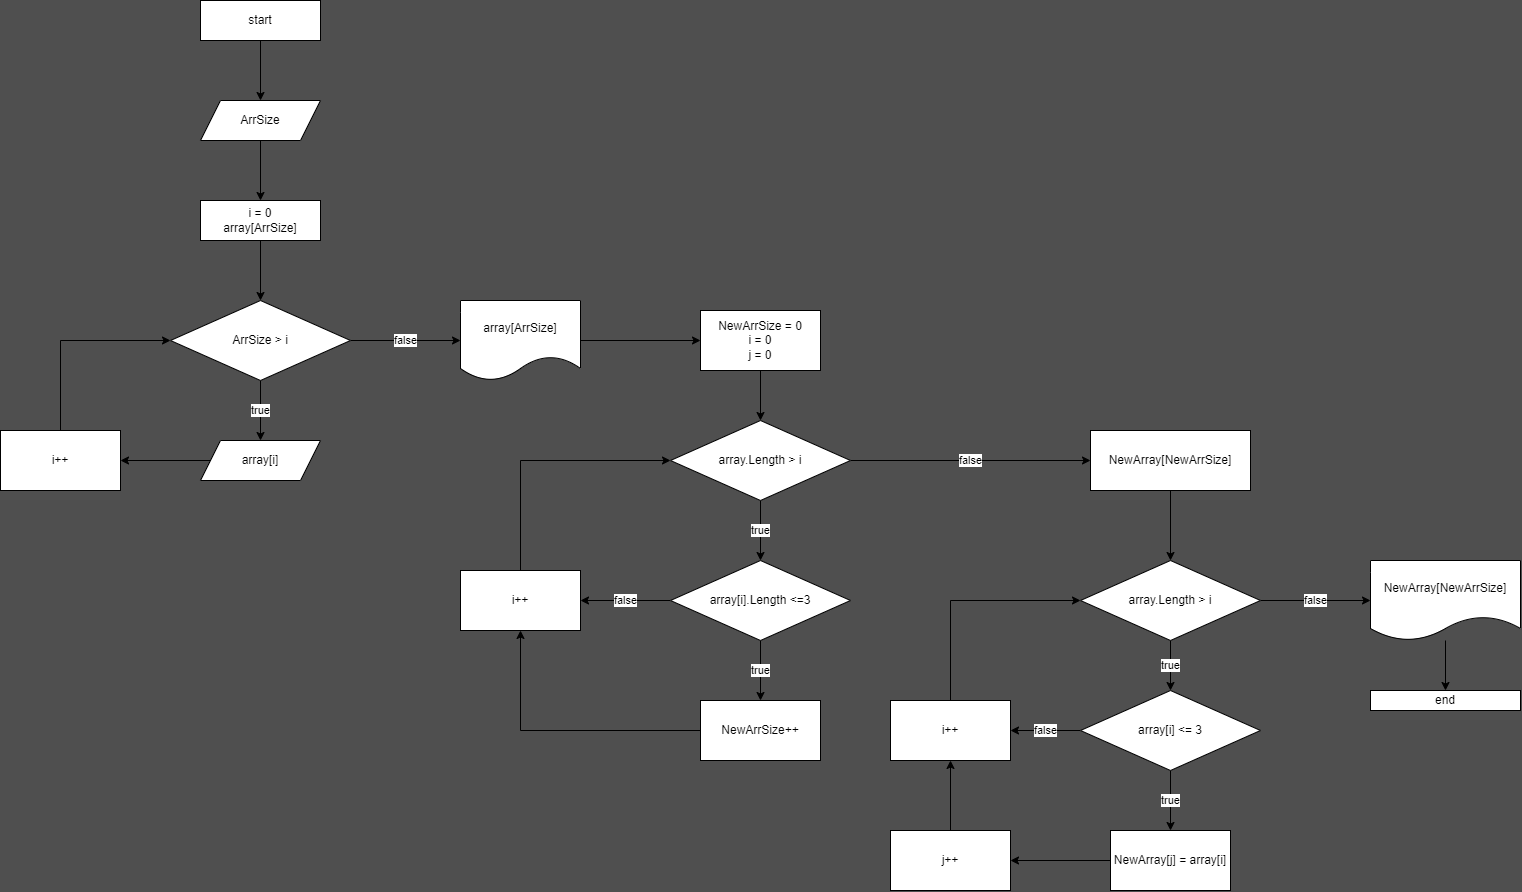 start
ArrSize
i = 0
array[ArrSize]
ArrSize > i
false
true
array[i]
i++
array[ArrSize]
NewArrSize = 0
i = 0
j = 0
array.Length > i
false
true
array[i].Length <=3
false
i++
true
NewArrSize++
NewArray[NewArrSize]
array.Length > i
false
true
array[i] <= 3
false
i++
true
NewArray[j] = array[i]
j++
NewArray[NewArrSize]
end